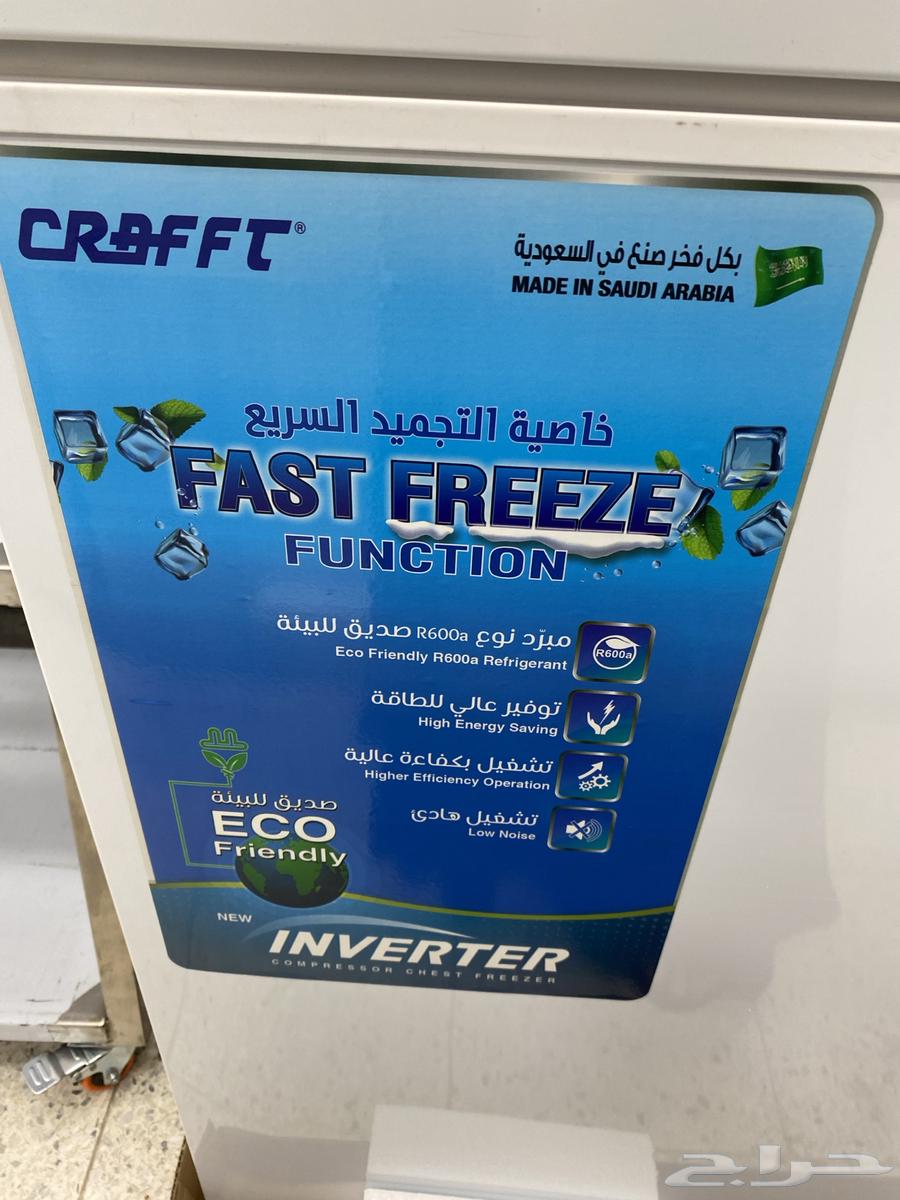 CRAFFT®
بكل فخر صنع في السعودية
MADE IN SAUDI ARABIA
خاصية التجميد السريع
FAST FREEZE
FUNCTION
مبرّد نوع R600a صديق للبيئة
Eco Friendly R600a Refrigerant
R600a
توفير عالي للطاقة
High Energy Saving
تشغيل بكفاءة عالية
Higher Efficiency Operation
تشغيل هادئ
Low Noise
صديق للبيئة
ECO
Friendly
NEW
INVERTER
COMPRESSOR CHEST FREEZER
حراج